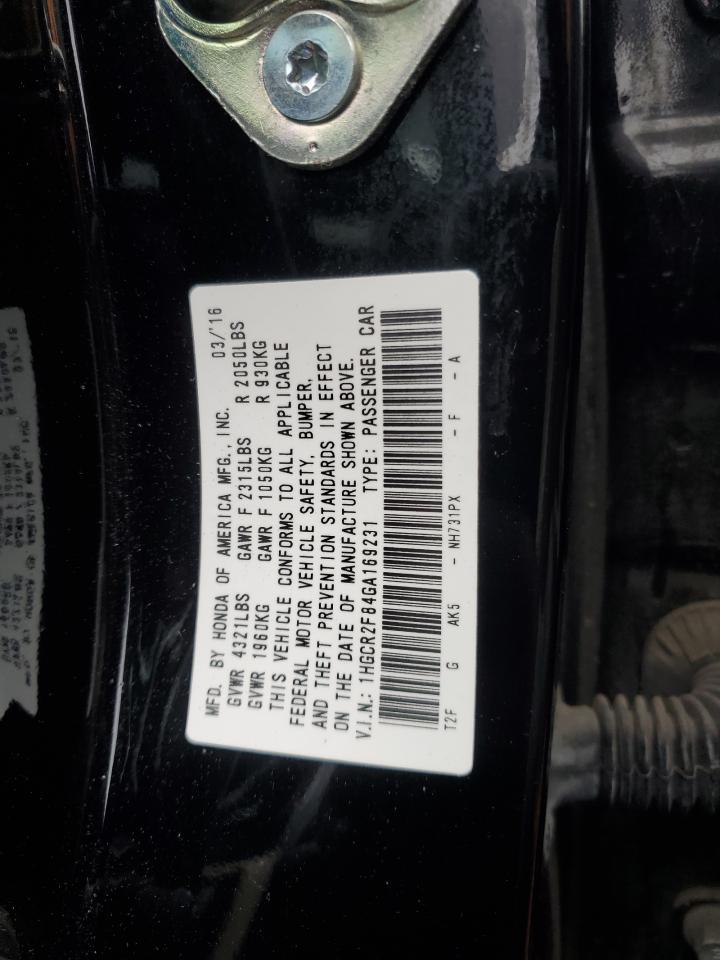 MFD. BY HONDA OF AMERICA MFG., INC. 03/'16
GVWR 4321LBS GAWR F 2315LBS R 2050LBS
GVWR 1960KG GAWR F 1050KG R 930KG
THIS VEHICLE CONFORMS TO ALL APPLICABLE
FEDERAL MOTOR VEHICLE SAFETY, BUMPER,
AND THEFT PREVENTION STANDARDS IN EFFECT
ON THE DATE OF MANUFACTURE SHOWN ABOVE.
V.I.N.: 1HGCR2F84GA169231 TYPE: PASSENGER CAR
T2F G AK5 - NH731PX - F - A